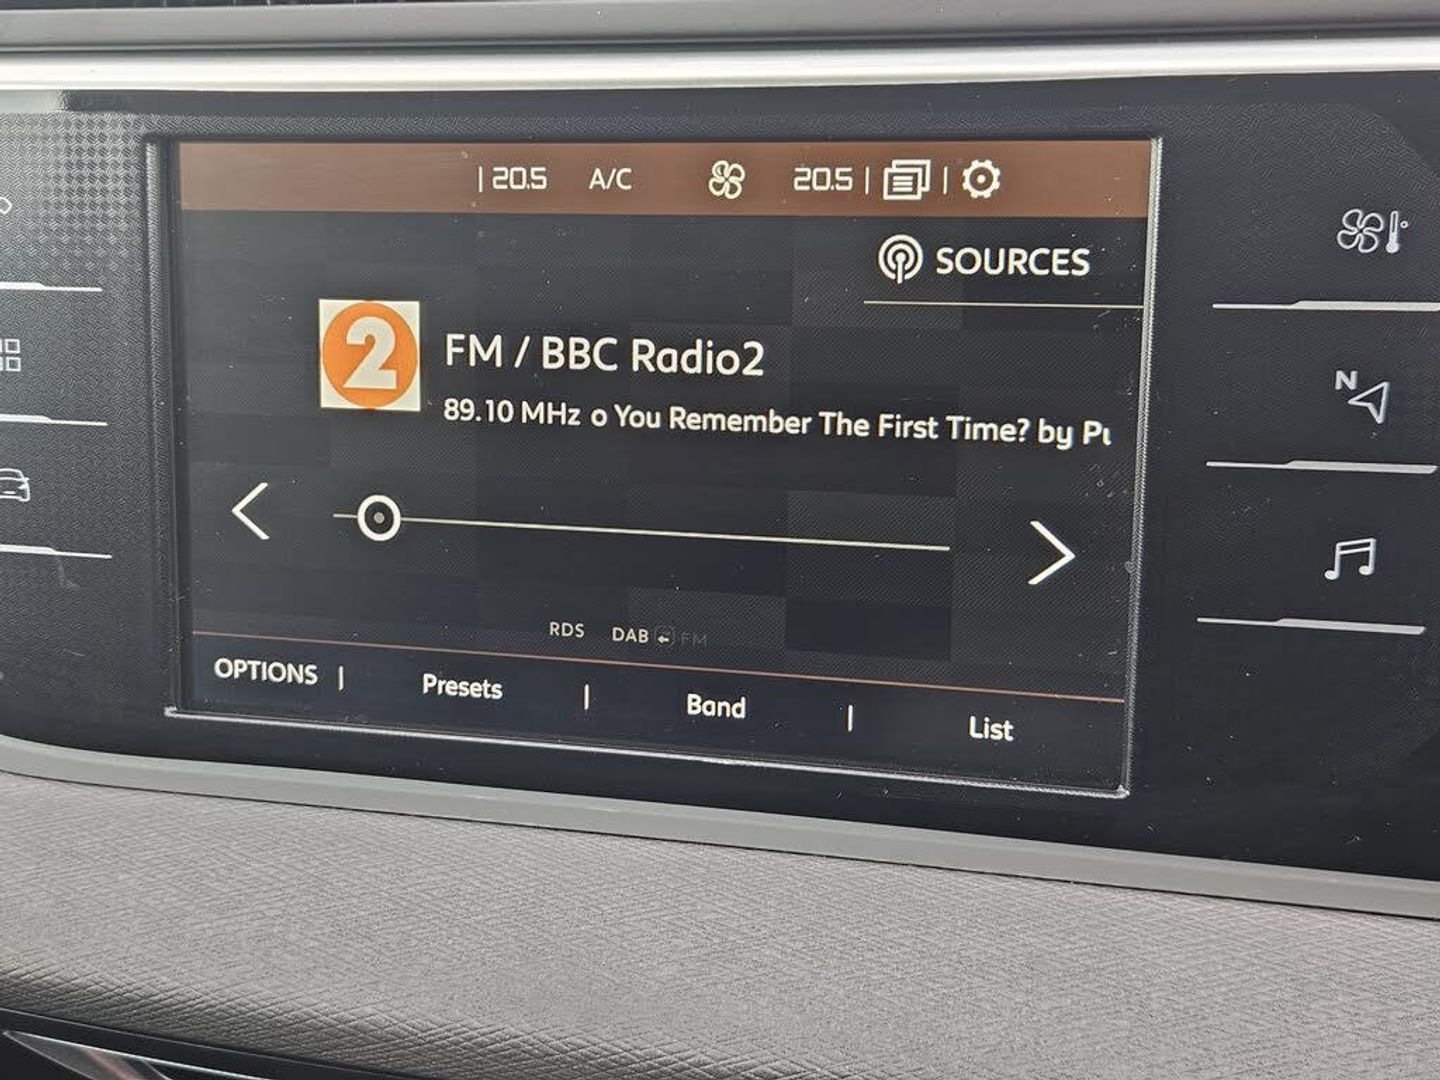 20.5 A/C 20.5
SOURCES
2
FM / BBC Radio2
89.10 MHz o You Remember The First Time? by Pu
N
RDS DAB FM
OPTIONS Presets Band List